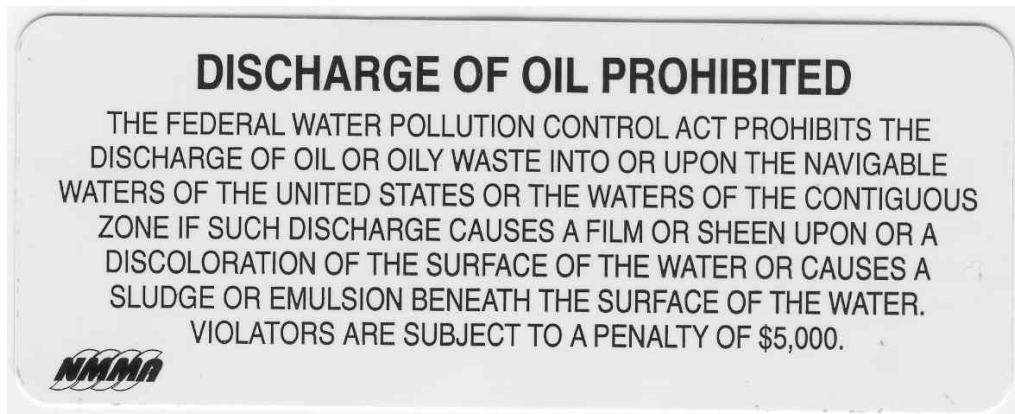 DISCHARGE OF OIL PROHIBITED
THE FEDERAL WATER POLLUTION CONTROL ACT PROHIBITS THE
DISCHARGE OF OIL OR OILY WASTE INTO OR UPON THE NAVIGABLE
WATERS OF THE UNITED STATES OR THE WATERS OF THE CONTIGUOUS
ZONE IF SUCH DISCHARGE CAUSES A FILM OR SHEEN UPON OR A
DISCOLORATION OF THE SURFACE OF THE WATER OR CAUSES A
SLUDGE OR EMULSION BENEATH THE SURFACE OF THE WATER.
VIOLATORS ARE SUBJECT TO A PENALTY OF $5,000.
NMMA